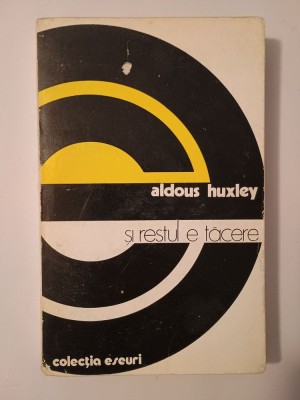 aldous huxley
și restul e tăcere
colecția eseuri